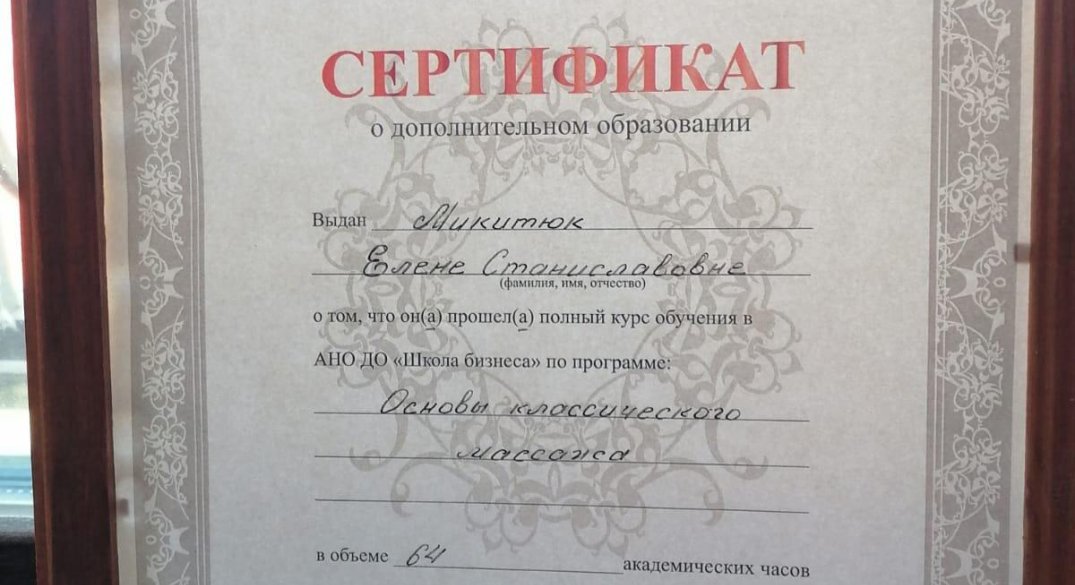 СЕРТИФИКАТ
о дополнительном образовании
Выдан Микитюк
Елене Станиславовне
(фамилия, имя, отчество)
о том, что он(а) прошел(а) полный курс обучения в
АНО ДО «Школа бизнеса» по программе:
Основы классического
массажа
в объеме 64 академических часов